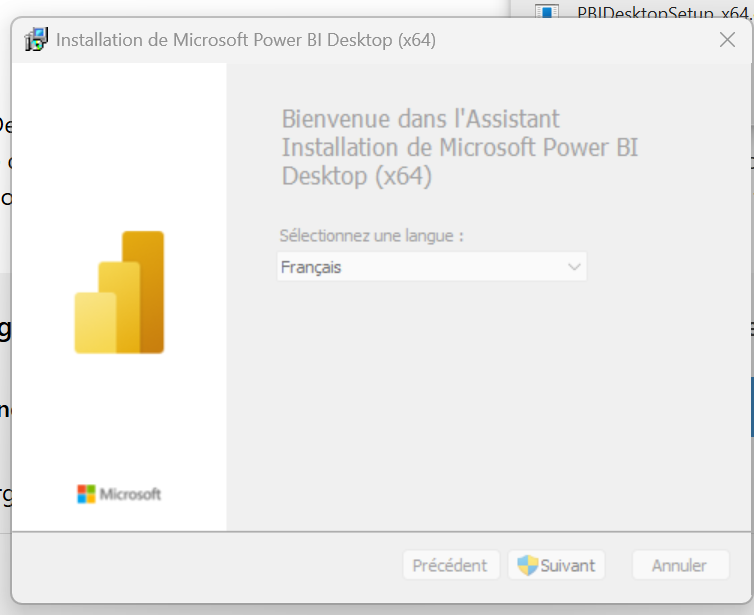 PBIDesktopSetup_x64.
Installation de Microsoft Power BI Desktop (x64)
Bienvenue dans l'Assistant
Installation de Microsoft Power BI
Desktop (x64)
Sélectionnez une langue :
Français
Microsoft
Précédent
Suivant
Annuler